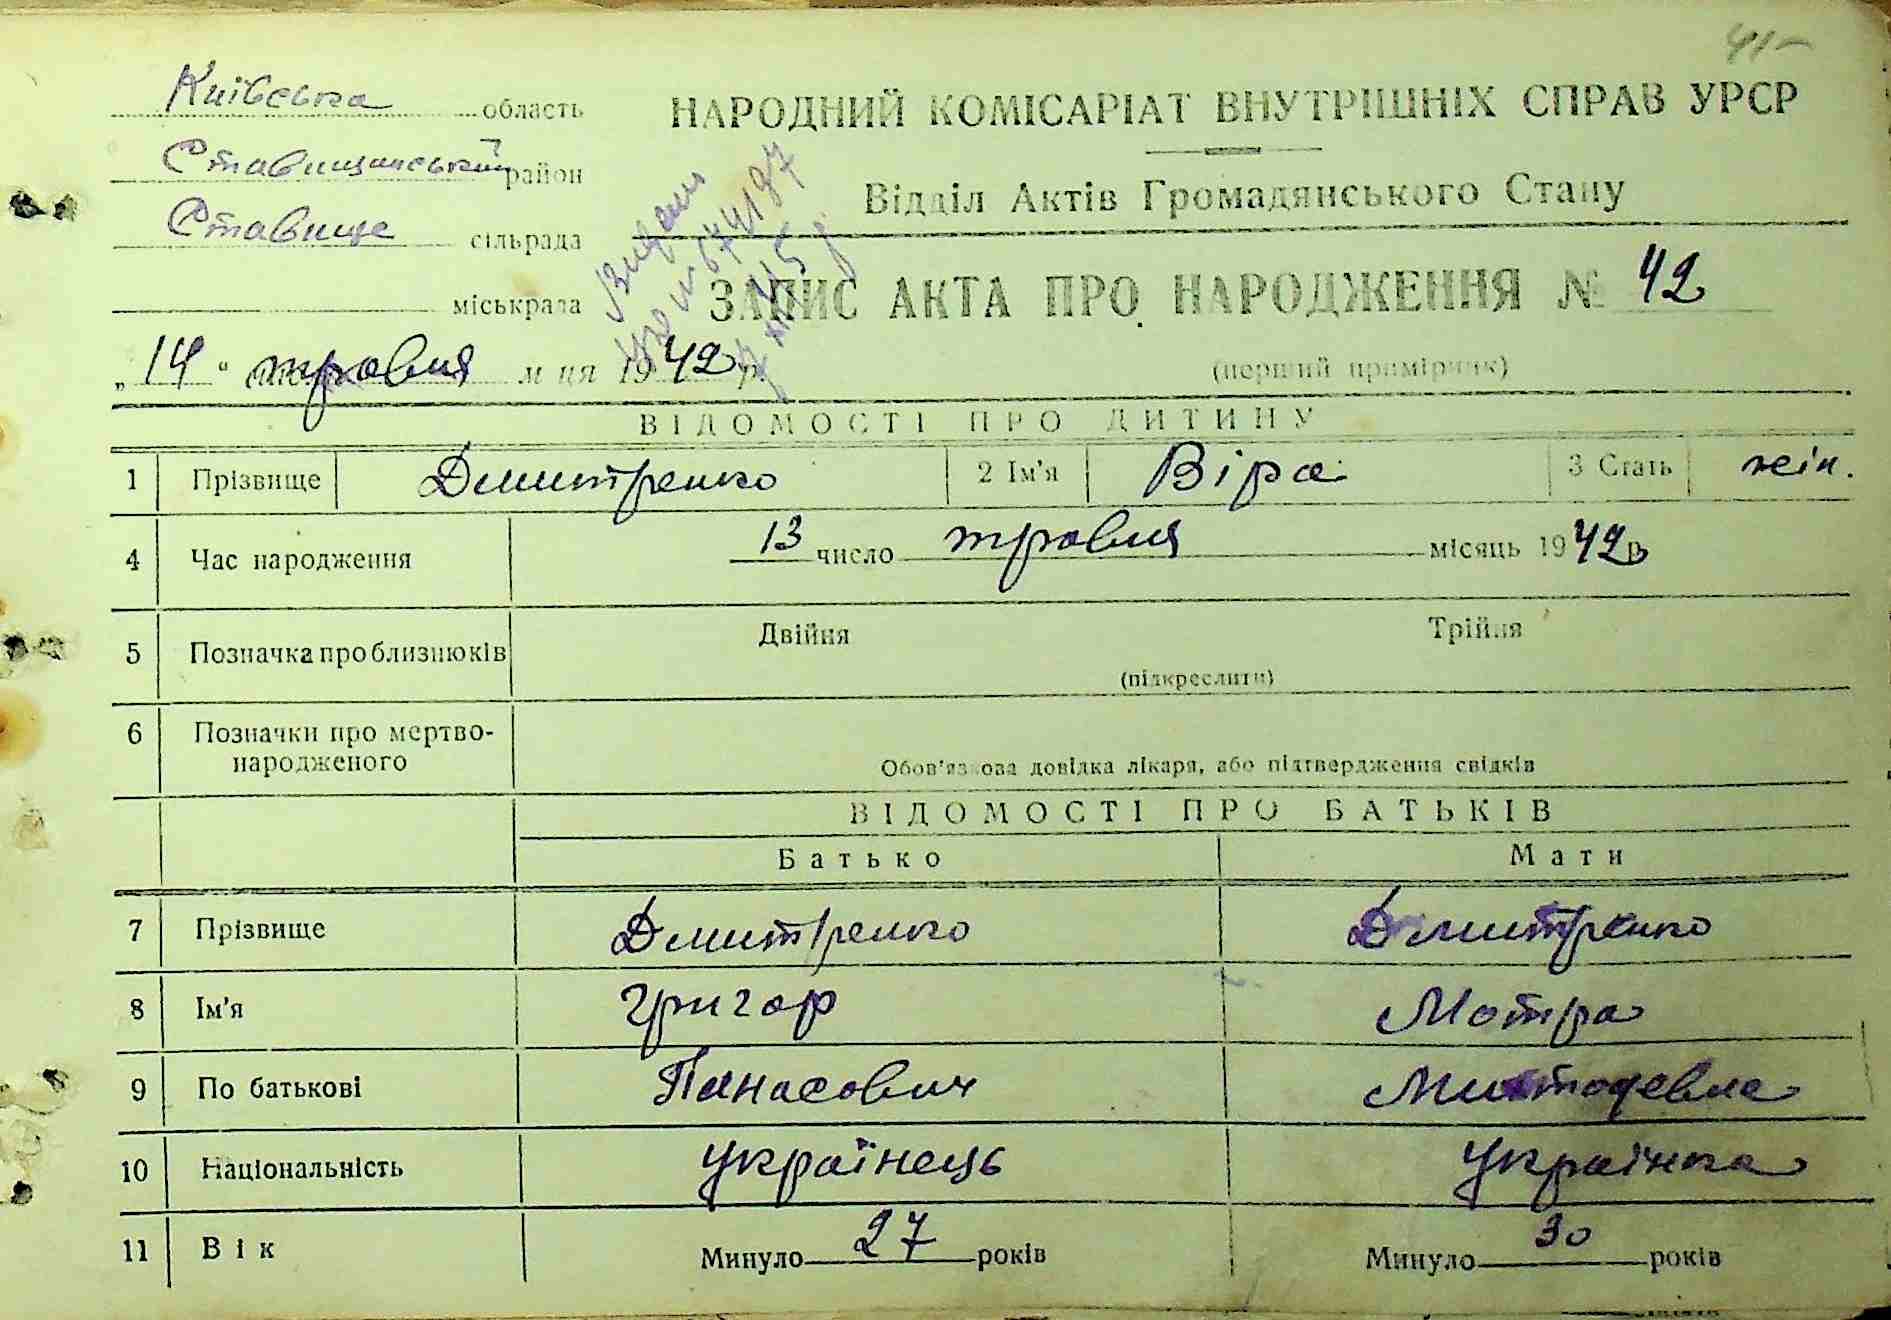 41
Київська область
НАРОДНИЙ КОМІСАРІАТ ВНУТРІШНІХ СПРАВ УРСР
Ставищанський район
Відділ Актів Громадянського Стану
Ставище сільрада
міськрада
ЗАПИС АКТА ПРО НАРОДЖЕННЯ № 42
„14“ травня м ця 1942 р.
(перший примірник)
ВІДОМОСТІ ПРО ДИТИНУ
1 Прізвище Дмитренко 2 Ім'я Віра 3 Стать жін.
4 Час народження 13 число травня місяць 1942 р.
5 Позначка про близнюків Двійня Трійня
(підкреслити)
6 Позначки про мертво-
народженого
Обов'язкова довідка лікаря, або підтвердження свідків
ВІДОМОСТІ ПРО БАТЬКІВ
Батько Мати
7 Прізвище Дмитренко Дмитренко
8 Ім'я Григор Мотра
9 По батькові Панасович
10 Національність Українець Українка
11 Вік Минуло 27 років Минуло 30 років